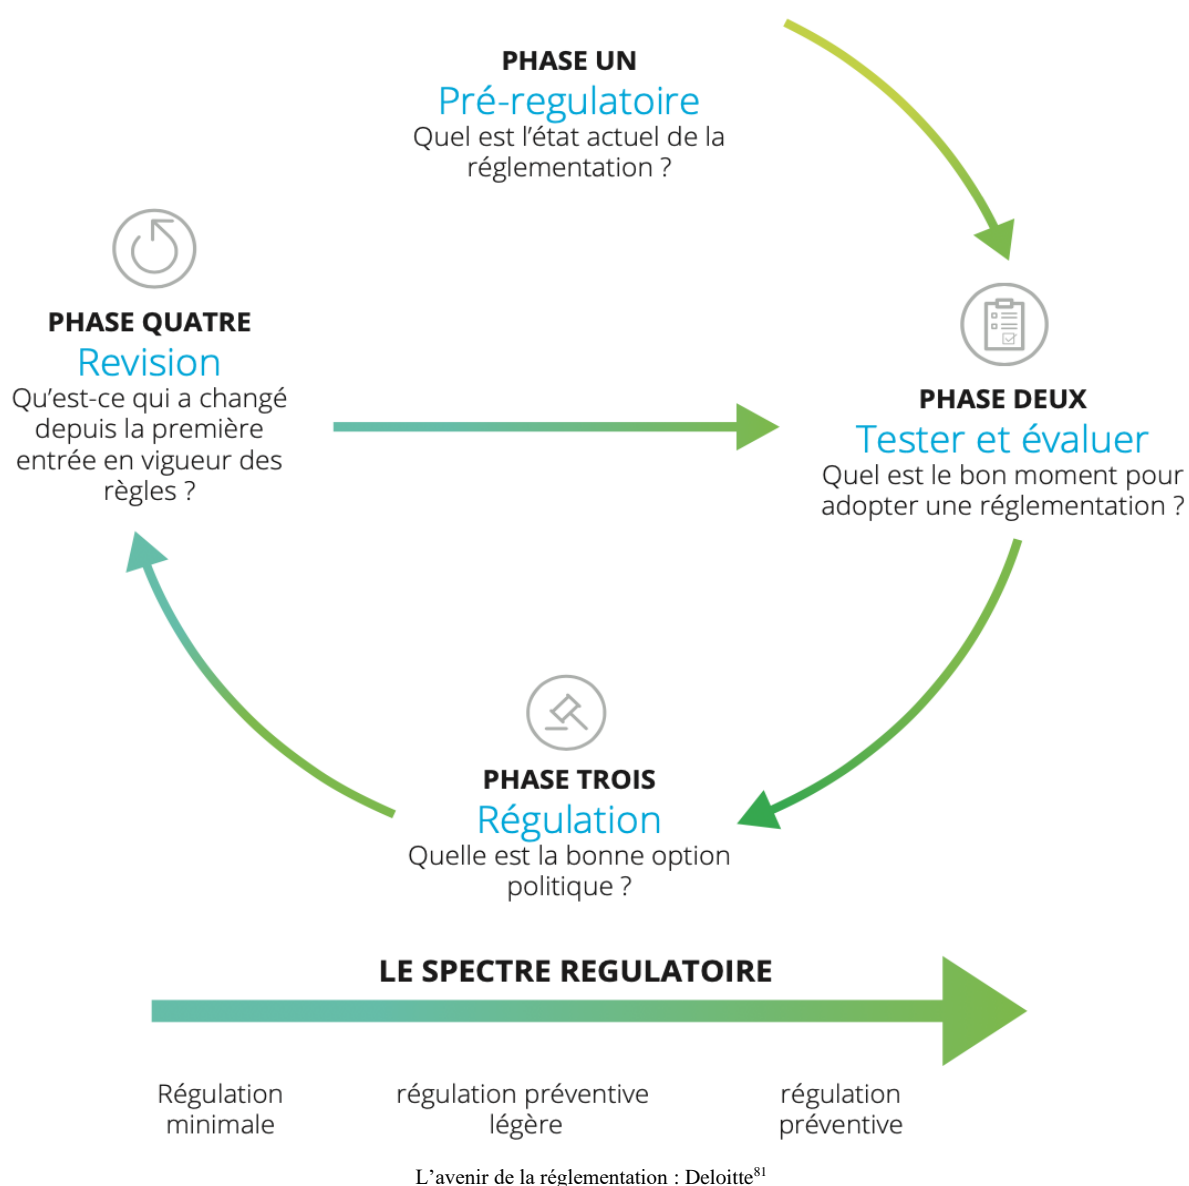 PHASE UN
Pré-regulatoire
Quel est l’état actuel de la
réglementation ?
PHASE QUATRE
Revision
Qu’est-ce qui a changé
depuis la première
entrée en vigueur des
règles ?
PHASE DEUX
Tester et évaluer
Quel est le bon moment pour
adopter une réglementation ?
PHASE TROIS
Régulation
Quelle est la bonne option
politique ?
LE SPECTRE REGULATOIRE
Régulation
minimale
régulation préventive
légère
régulation
préventive
L’avenir de la réglementation : Deloitte81